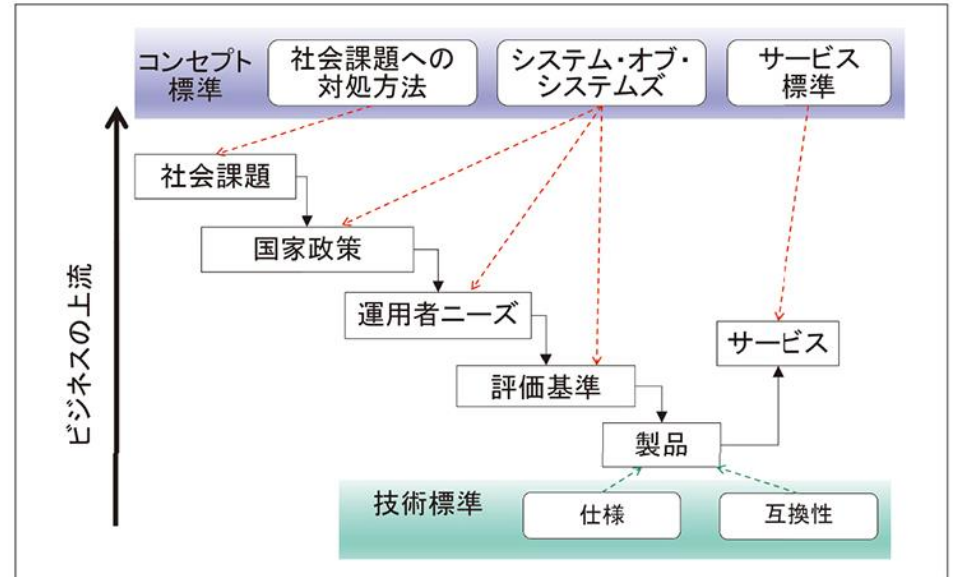 コンセプト
標準
社会課題への
対処方法
システム・オブ・
システムズ
サービス
標準
社会課題
国家政策
運用者ニーズ
サービス
評価基準
製品
ビジネスの上流
技術標準
仕様
互換性